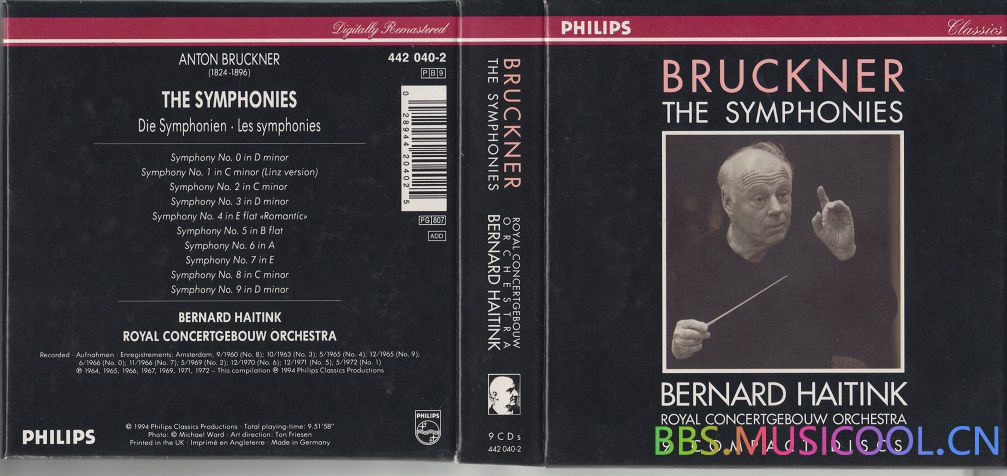 Digitally Remastered
ANTON BRUCKNER
(1824-1896)
442 040-2
P B 9
THE SYMPHONIES
Die Symphonien · Les symphonies
Symphony No. 0 in D minor
Symphony No. 1 in C minor (Linz version)
Symphony No. 2 in C minor
Symphony No. 3 in D minor
Symphony No. 4 in E flat «Romantic»
Symphony No. 5 in B flat
Symphony No. 6 in A
Symphony No. 7 in E
Symphony No. 8 in C minor
Symphony No. 9 in D minor
0 28944 20402 5
PG 807
ADD
BERNARD HAITINK
ROYAL CONCERTGEBOUW ORCHESTRA
Recorded · Aufnahmen · Enregistrements: Amsterdam, 9/1960 (No. 8); 10/1963 (No. 3); 5/1965 (No. 4); 12/1965 (No. 9);
6/1966 (No. 0); 11/1966 (No. 7); 5/1969 (No. 2); 12/1970 (No. 6); 12/1971 (No. 5); 5/1972 (No. 1)
℗ 1964, 1965, 1966, 1967, 1969, 1971, 1972 – This compilation ℗ 1994 Philips Classics Productions
PHILIPS
© 1994 Philips Classics Productions · Total playing-time: 9.51'58"
Photo: © Michael Ward · Art direction: Ton Friesen
Printed in the UK · Imprimé en Angleterre · Made in Germany
PHILIPS
BRUCKNER
THE SYMPHONIES
ROYAL CONCERTGEBOUW
ORCHESTRA
BERNARD HAITINK
9 CDs
442 040-2
PHILIPS
Classics
BRUCKNER
THE SYMPHONIES
BERNARD HAITINK
ROYAL CONCERTGEBOUW ORCHESTRA
9 COMPACT DISCS
BBS.MUSICOOL.CN